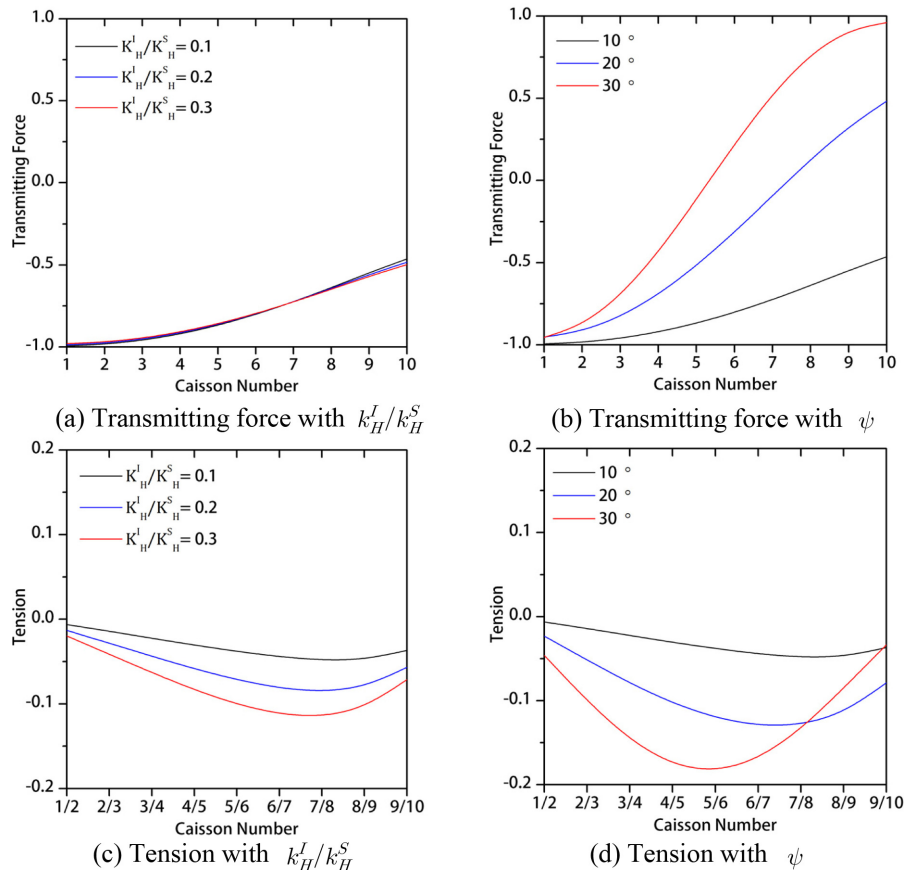 1.0
0.5
0.0
-0.5
-1.0
Transmitting Force
K^I_H/K^S_H= 0.1
K^I_H/K^S_H= 0.2
K^I_H/K^S_H= 0.3
1 2 3 4 5 6 7 8 9 10
Caisson Number
(a) Transmitting force with k^I_H/k^S_H
1.0
0.5
0.0
-0.5
-1.0
Transmitting Force
10 °
20 °
30 °
1 2 3 4 5 6 7 8 9 10
Caisson Number
(b) Transmitting force with ψ
0.2
0.1
0.0
-0.1
-0.2
Tension
K^I_H/K^S_H= 0.1
K^I_H/K^S_H= 0.2
K^I_H/K^S_H= 0.3
1/2 2/3 3/4 4/5 5/6 6/7 7/8 8/9 9/10
Caisson Number
(c) Tension with k^I_H/k^S_H
0.2
0.1
0.0
-0.1
-0.2
Tension
10 °
20 °
30 °
1/2 2/3 3/4 4/5 5/6 6/7 7/8 8/9 9/10
Caisson Number
(d) Tension with ψ